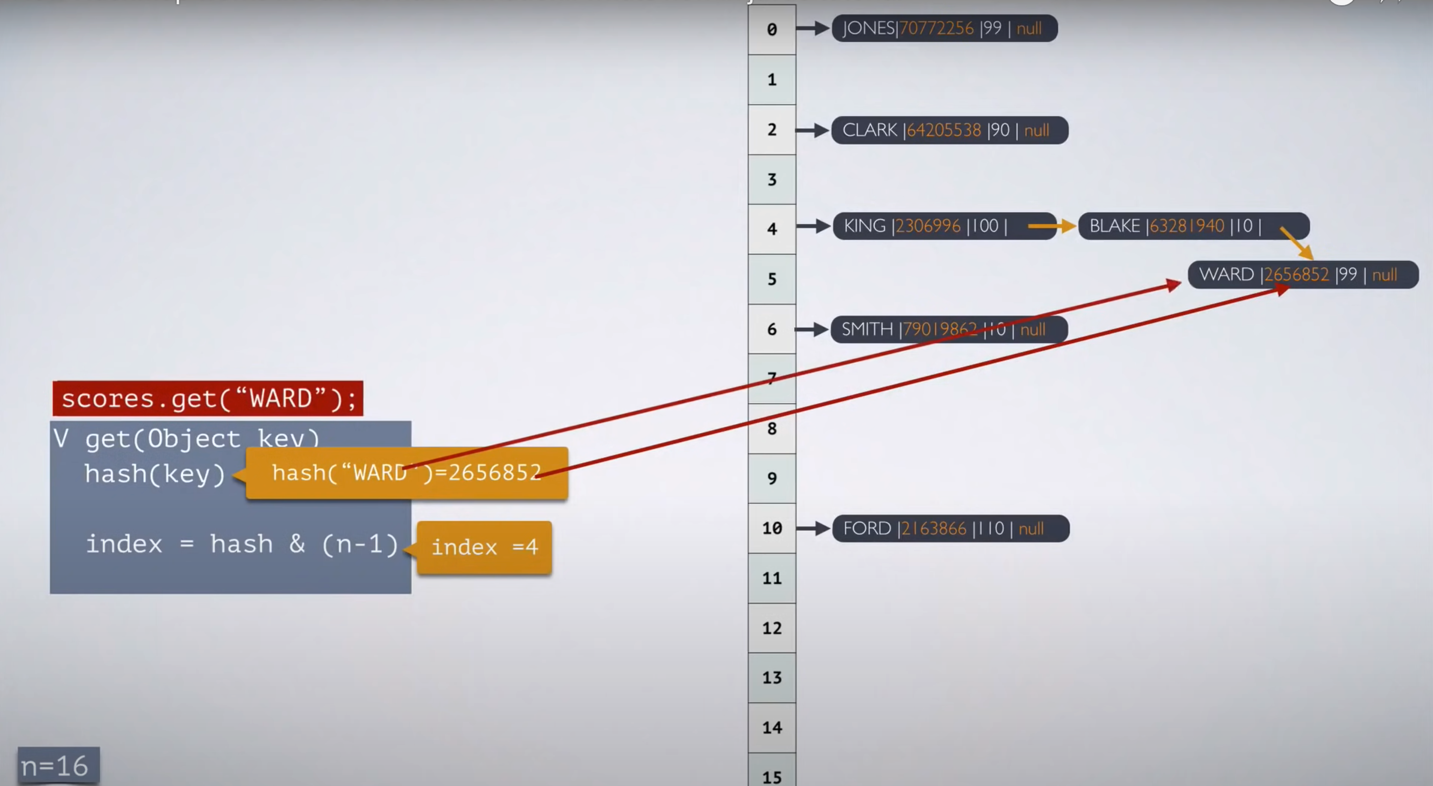 0
JONES|70772256 |99 | null
1
2
CLARK |64205538 |90 | null
3
4
KING |2306996 |100 |
BLAKE |63281940 |10 |
5
WARD |2656852 |99 | null
6
SMITH |79019862 |10 | null
7
scores.get(“WARD”);
8
V get(Object key)
hash(key)
hash(“WARD”)=2656852
9
10
FORD |2163866 |110 | null
index = hash & (n-1)
index =4
11
12
13
14
n=16
15